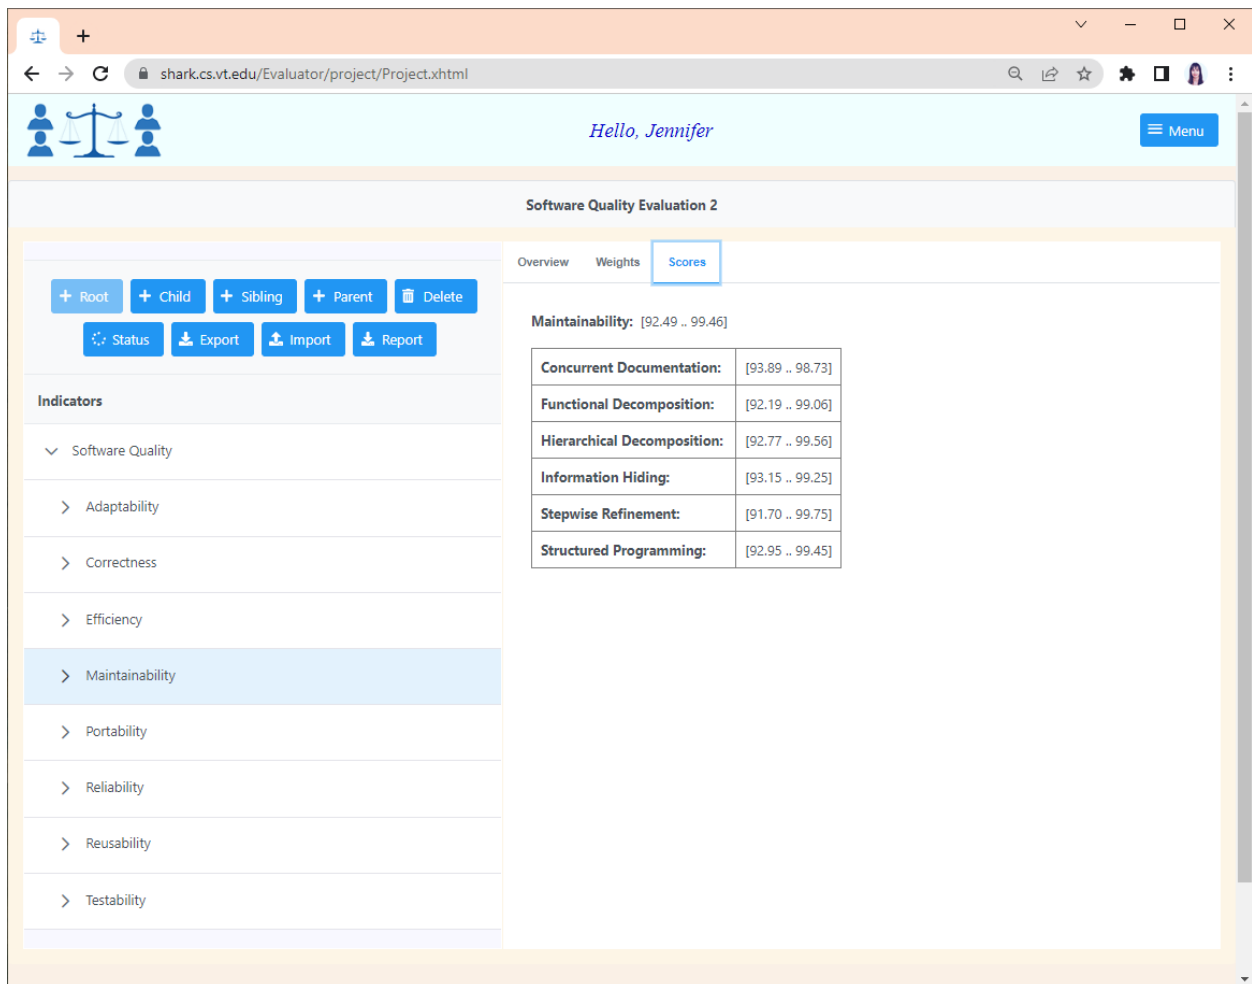 shark.cs.vt.edu/Evaluator/project/Project.xhtml
Hello, Jennifer
Menu
Software Quality Evaluation 2
Overview Weights Scores
+ Root + Child + Sibling + Parent Delete
Status Export Import Report
Indicators
Software Quality
Adaptability
Correctness
Efficiency
Maintainability
Portability
Reliability
Reusability
Testability
Maintainability: [92.49 .. 99.46]
Concurrent Documentation: [93.89 .. 98.73]
Functional Decomposition: [92.19 .. 99.06]
Hierarchical Decomposition: [92.77 .. 99.56]
Information Hiding: [93.15 .. 99.25]
Stepwise Refinement: [91.70 .. 99.75]
Structured Programming: [92.95 .. 99.45]